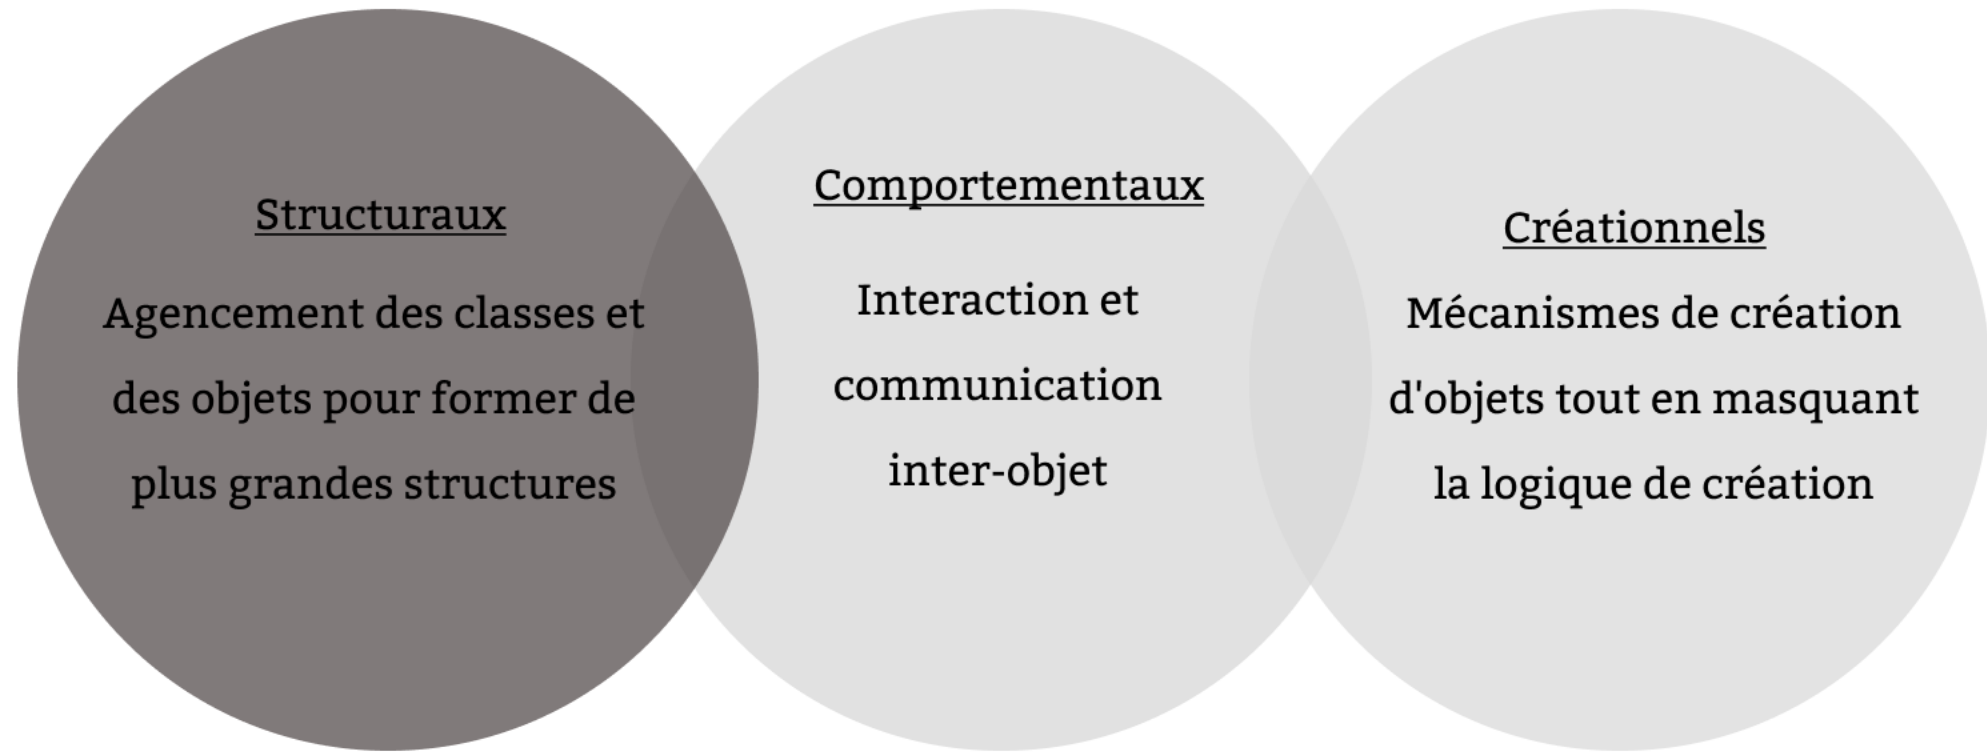 Structuraux
Agencement des classes et
des objets pour former de
plus grandes structures
Comportementaux
Interaction et
communication
inter-objet
Créationnels
Mécanismes de création
d'objets tout en masquant
la logique de création